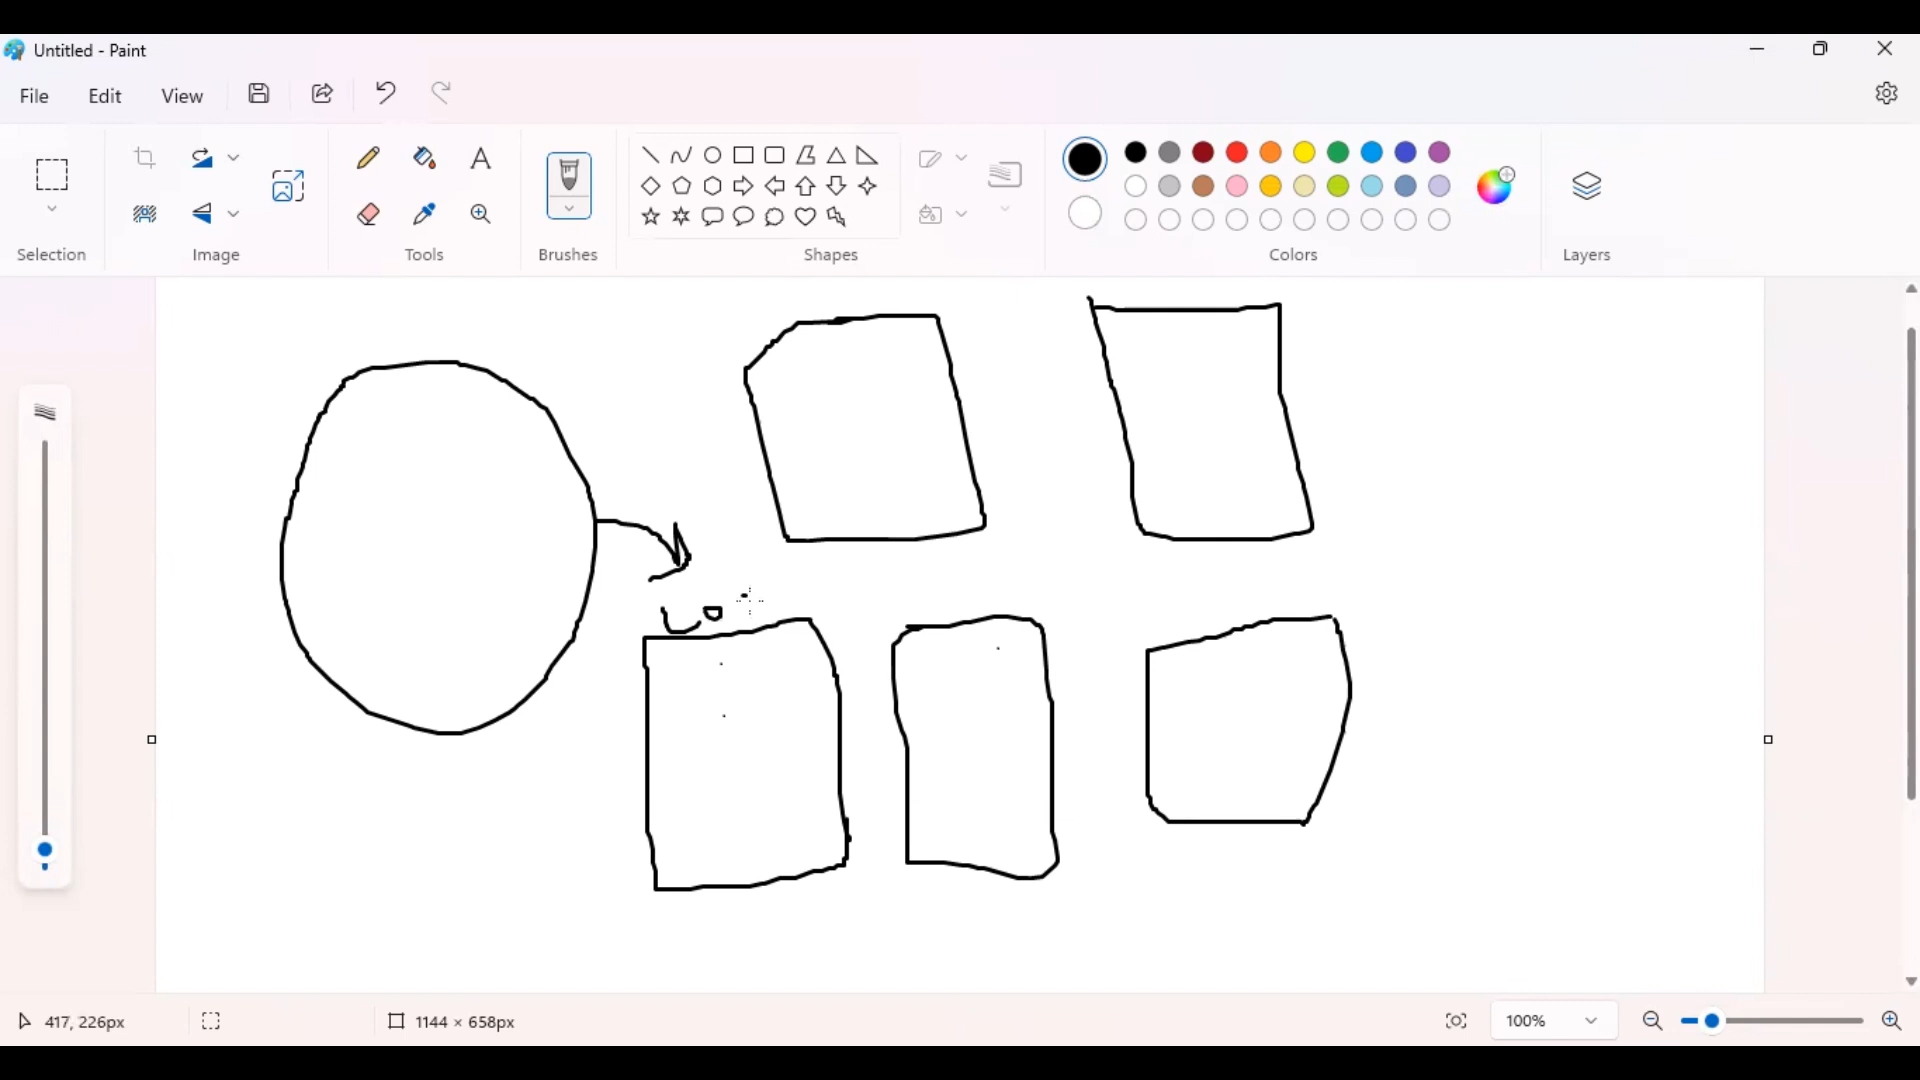 Untitled - Paint
File Edit View
Selection Image Tools Brushes Shapes Colors Layers
417, 226px 1144 × 658px 100%